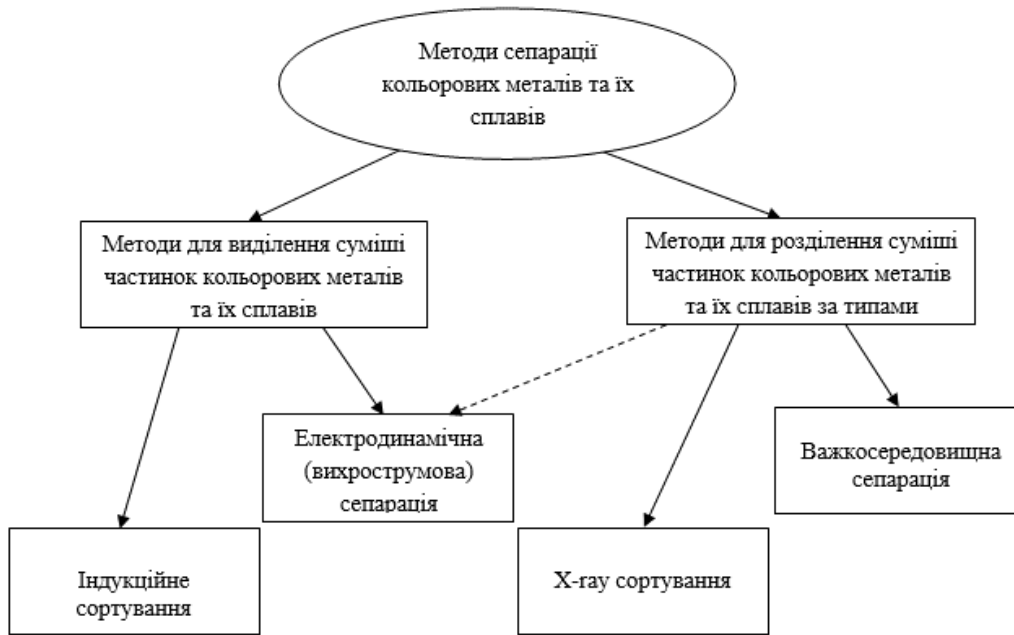 Методи сепарації
кольорових металів та їх
сплавів
Методи для виділення суміші
частинок кольорових металів
та їх сплавів
Методи для розділення суміші
частинок кольорових металів
та їх сплавів за типами
Електродинамічна
(вихрострумова)
сепарація
Важкосередовищна
сепарація
Індукційне
сортування
X-ray сортування